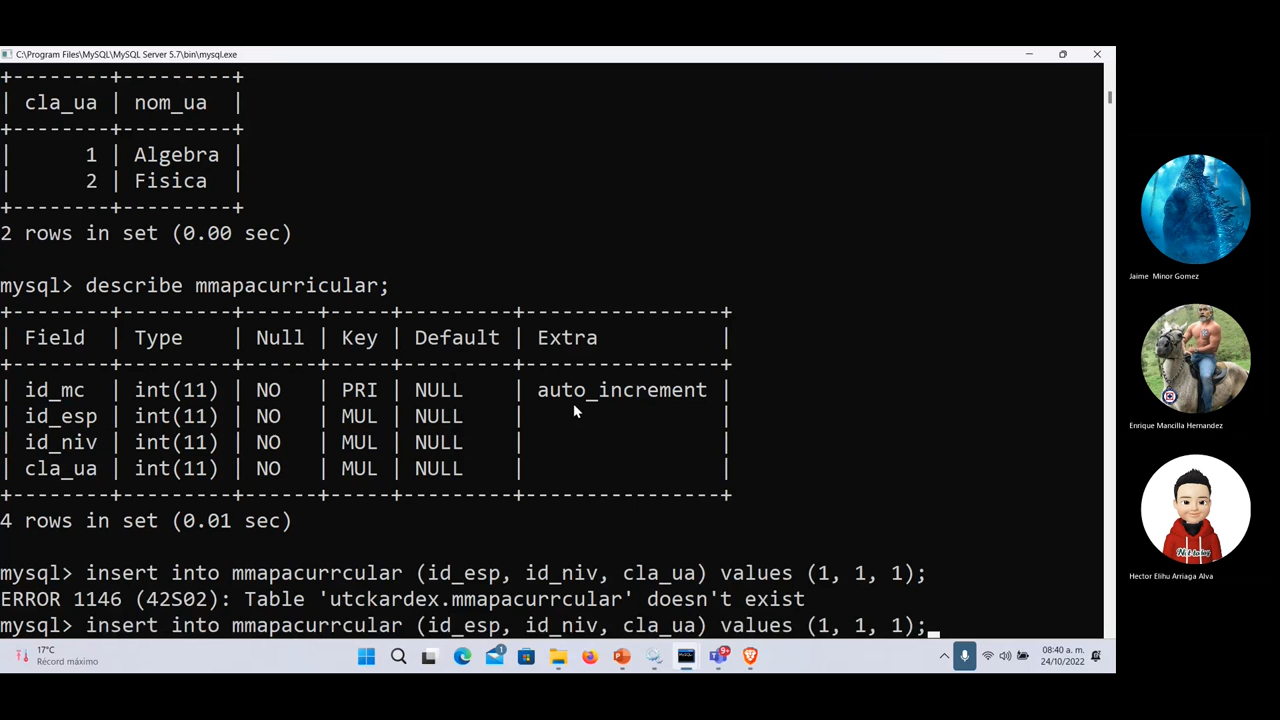 C:\Program Files\MySQL\MySQL Server 5.7\bin\mysql.exe
+--------+---------+
| cla_ua | nom_ua  |
+--------+---------+
|      1 | Algebra |
|      2 | Fisica  |
+--------+---------+
2 rows in set (0.00 sec)
mysql> describe mmapacurricular;
+--------+---------+------+-----+---------+----------------+
| Field  | Type    | Null | Key | Default | Extra          |
+--------+---------+------+-----+---------+----------------+
| id_mc  | int(11) | NO   | PRI | NULL    | auto_increment |
| id_esp | int(11) | NO   | MUL | NULL    |                |
| id_niv | int(11) | NO   | MUL | NULL    |                |
| cla_ua | int(11) | NO   | MUL | NULL    |                |
+--------+---------+------+-----+---------+----------------+
4 rows in set (0.01 sec)
mysql> insert into mmapacurrcular (id_esp, id_niv, cla_ua) values (1, 1, 1);
ERROR 1146 (42S02): Table 'utckardex.mmapacurrcular' doesn't exist
mysql> insert into mmapacurrcular (id_esp, id_niv, cla_ua) values (1, 1, 1);
Jaime Minor Gomez
Enrique Mancilla Hernandez
Not today
Hector Elihu Arriaga Alva
17°C
Récord máximo
1
9+
08:40 a. m.
24/10/2022